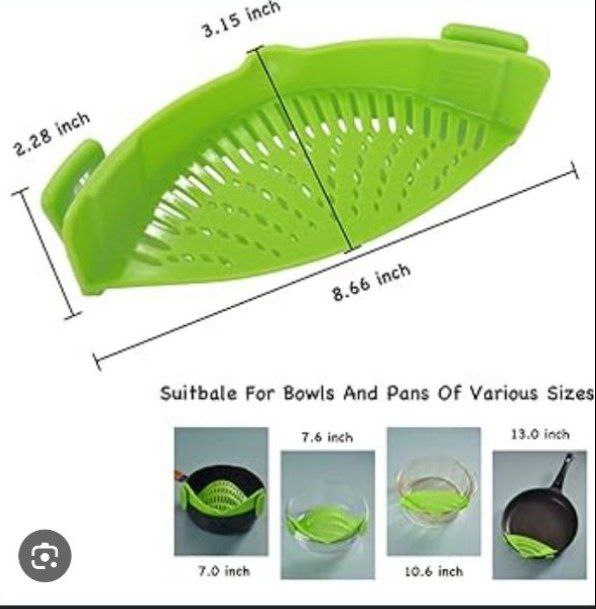 3.15 inch
2.28 inch
8.66 inch
Suitbale For Bowls And Pans Of Various Sizes
7.6 inch
13.0 inch
7.0 inch
10.6 inch